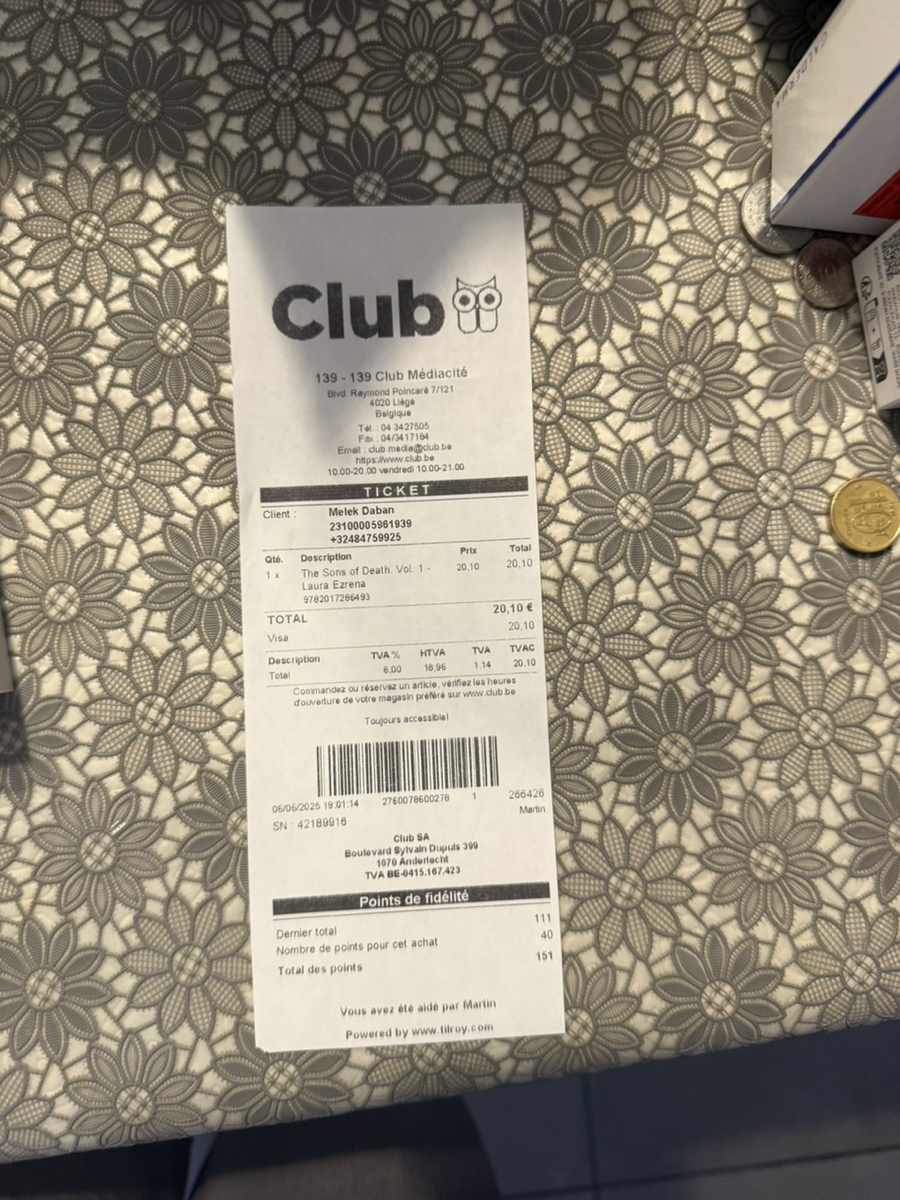 Club
139 - 139 Club Médiacité
Blvd. Raymond Poincaré 7/121
4020 Liège
Belgique
Tél. : 04 3427505
Fax : 04/3417184
Email : club.media@club.be
https://www.club.be
10.00-20.00 vendredi 10.00-21.00
TICKET
Client : Melek Daban
23100005961939
+32484759925
Qté. Description Prix Total
1 x The Sons of Death. Vol. 1 - 20,10 20,10
Laura Ezrena
9782017286493
TOTAL 20,10 €
Visa 20,10
Description TVA % HTVA TVA TVAC
Total 6,00 18,96 1,14 20,10
Commandez ou réservez un article, vérifiez les heures
d'ouverture de votre magasin préféré sur www.club.be
Toujours accessible!
06/06/2025 19:01:14 2760078600278 1 266426
Martin
SN : 42189916
Club SA
Boulevard Sylvain Dupuis 399
1070 Anderlecht
TVA BE-0415.167.423
Points de fidélité
Dernier total 111
Nombre de points pour cet achat 40
Total des points 151
Vous avez été aidé par Martin
Powered by www.tilroy.com